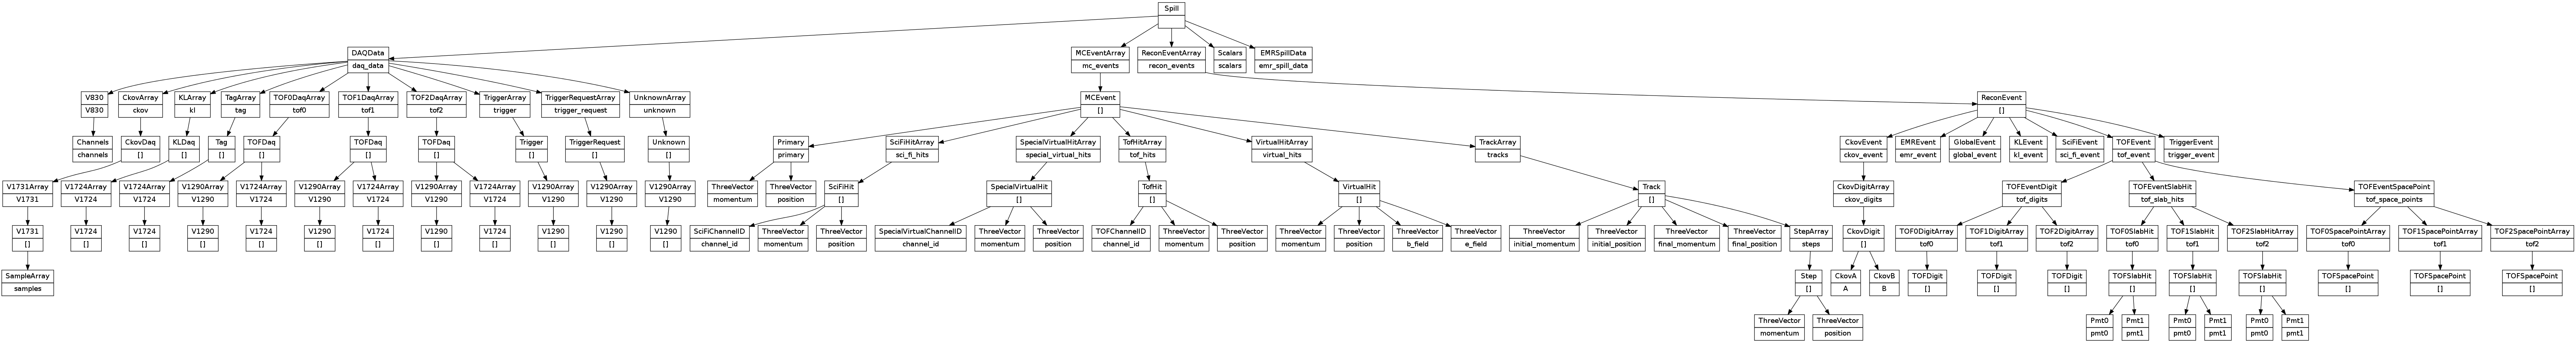 Spill
DAQData
daq_data
MCEventArray
mc_events
ReconEventArray
recon_events
Scalars
scalars
EMRSpillData
emr_spill_data
V830
V830
CkovArray
ckov
KLArray
kl
TagArray
tag
TOF0DaqArray
tof0
TOF1DaqArray
tof1
TOF2DaqArray
tof2
TriggerArray
trigger
TriggerRequestArray
trigger_request
UnknownArray
unknown
MCEvent
[]
ReconEvent
[]
Channels
channels
CkovDaq
[]
KLDaq
[]
Tag
[]
TOFDaq
[]
TOFDaq
[]
TOFDaq
[]
Trigger
[]
TriggerRequest
[]
Unknown
[]
Primary
primary
SciFiHitArray
sci_fi_hits
SpecialVirtualHitArray
special_virtual_hits
TofHitArray
tof_hits
VirtualHitArray
virtual_hits
TrackArray
tracks
CkovEvent
ckov_event
EMREvent
emr_event
GlobalEvent
global_event
KLEvent
kl_event
SciFiEvent
sci_fi_event
TOFEvent
tof_event
TriggerEvent
trigger_event
V1731Array
V1731
V1724Array
V1724
V1724Array
V1724
V1290Array
V1290
V1724Array
V1724
V1290Array
V1290
V1724Array
V1724
V1290Array
V1290
V1724Array
V1724
V1290Array
V1290
V1290Array
V1290
V1290Array
V1290
ThreeVector
momentum
ThreeVector
position
SciFiHit
[]
SpecialVirtualHit
[]
TofHit
[]
VirtualHit
[]
Track
[]
CkovDigitArray
ckov_digits
TOFEventDigit
tof_digits
TOFEventSlabHit
tof_slab_hits
TOFEventSpacePoint
tof_space_points
V1731
[]
V1724
[]
V1724
[]
V1290
[]
V1724
[]
V1290
[]
V1724
[]
V1290
[]
V1724
[]
V1290
[]
V1290
[]
V1290
[]
SciFiChannelID
channel_id
ThreeVector
momentum
ThreeVector
position
SpecialVirtualChannelID
channel_id
ThreeVector
momentum
ThreeVector
position
TOFChannelID
channel_id
ThreeVector
momentum
ThreeVector
position
ThreeVector
momentum
ThreeVector
position
ThreeVector
b_field
ThreeVector
e_field
ThreeVector
initial_momentum
ThreeVector
initial_position
ThreeVector
final_momentum
ThreeVector
final_position
StepArray
steps
CkovDigit
[]
TOF0DigitArray
tof0
TOF1DigitArray
tof1
TOF2DigitArray
tof2
TOF0SlabHit
tof0
TOF1SlabHit
tof1
TOF2SlabHitArray
tof2
TOF0SpacePointArray
tof0
TOF1SpacePointArray
tof1
TOF2SpacePointArray
tof2
SampleArray
samples
Step
[]
CkovA
A
CkovB
B
TOFDigit
[]
TOFDigit
[]
TOFDigit
[]
TOFSlabHit
[]
TOFSlabHit
[]
TOFSlabHit
[]
TOFSpacePoint
[]
TOFSpacePoint
[]
TOFSpacePoint
[]
ThreeVector
momentum
ThreeVector
position
Pmt0
pmt0
Pmt1
pmt1
Pmt0
pmt0
Pmt1
pmt1
Pmt0
pmt0
Pmt1
pmt1